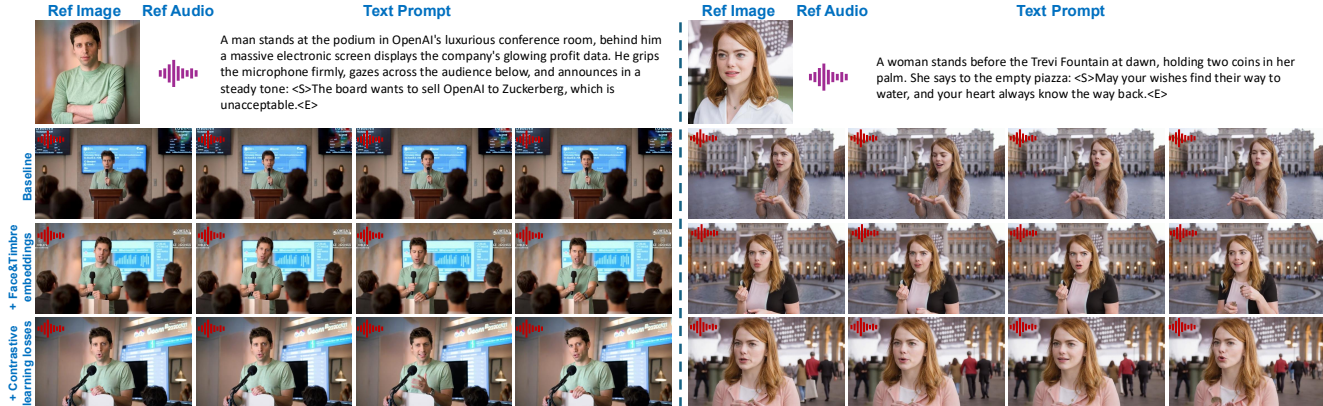 Ref Image
Ref Audio
Text Prompt
A man stands at the podium in OpenAI's luxurious conference room, behind him
a massive electronic screen displays the company's glowing profit data. He grips
the microphone firmly, gazes across the audience below, and announces in a
steady tone: <S>The board wants to sell OpenAI to Zuckerberg, which is
unacceptable.<E>
Ref Image
Ref Audio
Text Prompt
A woman stands before the Trevi Fountain at dawn, holding two coins in her
palm. She says to the empty piazza: <S>May your wishes find their way to
water, and your heart always know the way back.<E>
Baseline
+ Face&Timbre
embeddings
+ Contrastive
learning losses